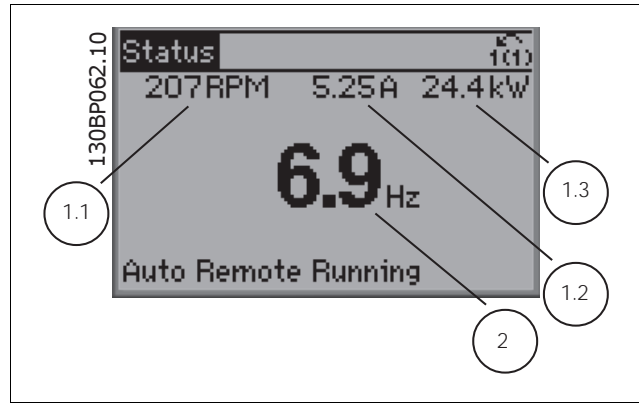 130BP062.10
Status 1(1)
207RPM 5.25A 24.4kW
1.1
6.9Hz
1.3
Auto Remote Running
1.2
2